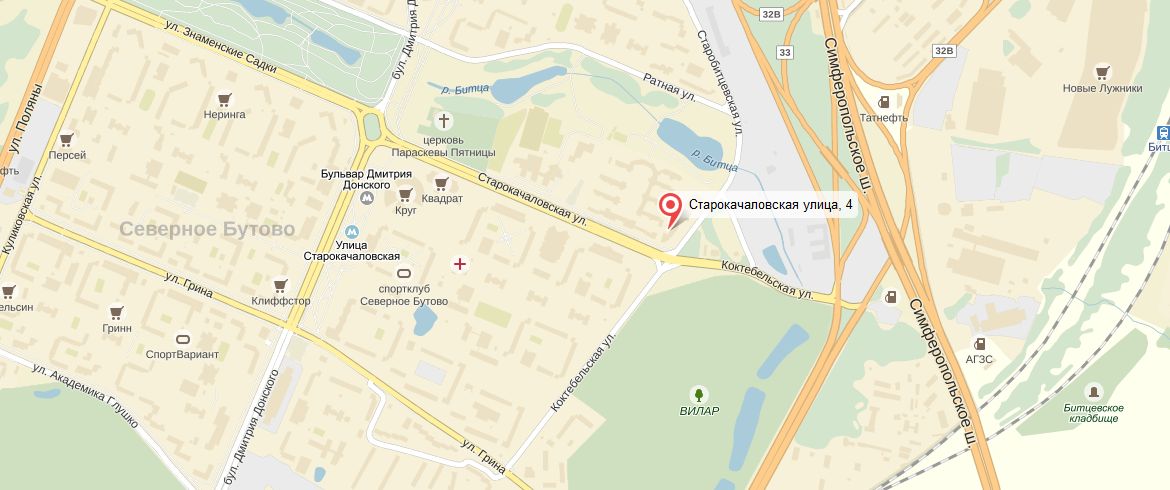 ул. Знаменские Садки
бул. Дмитрия Д
32В
33
32В
Симферопольское ш.
Старобитцевская ул.
Ратная ул.
р. Битца
Татнефть
Новые Лужники
ул. Поляны
Неринга
Персей
церковь
Параскевы Пятницы
Битц
р. Битца
фть
Бульвар Дмитрия
Донского
Круг
Квадрат
Старокачаловская ул.
Старокачаловская улица, 4
Куликовская ул.
Северное Бутово
Улица
Старокачаловская
Коктебельская ул.
ул. Грина
спортклуб
Северное Бутово
Клиффстор
ельсин
Гринн
СпортВариант
Симферопольское ш.
АГЗС
Коктебельская ул.
ул. Академика Глушко
бул. Дмитрия Донского
ВИЛАР
Битцевское
кладбище
ул. Грина